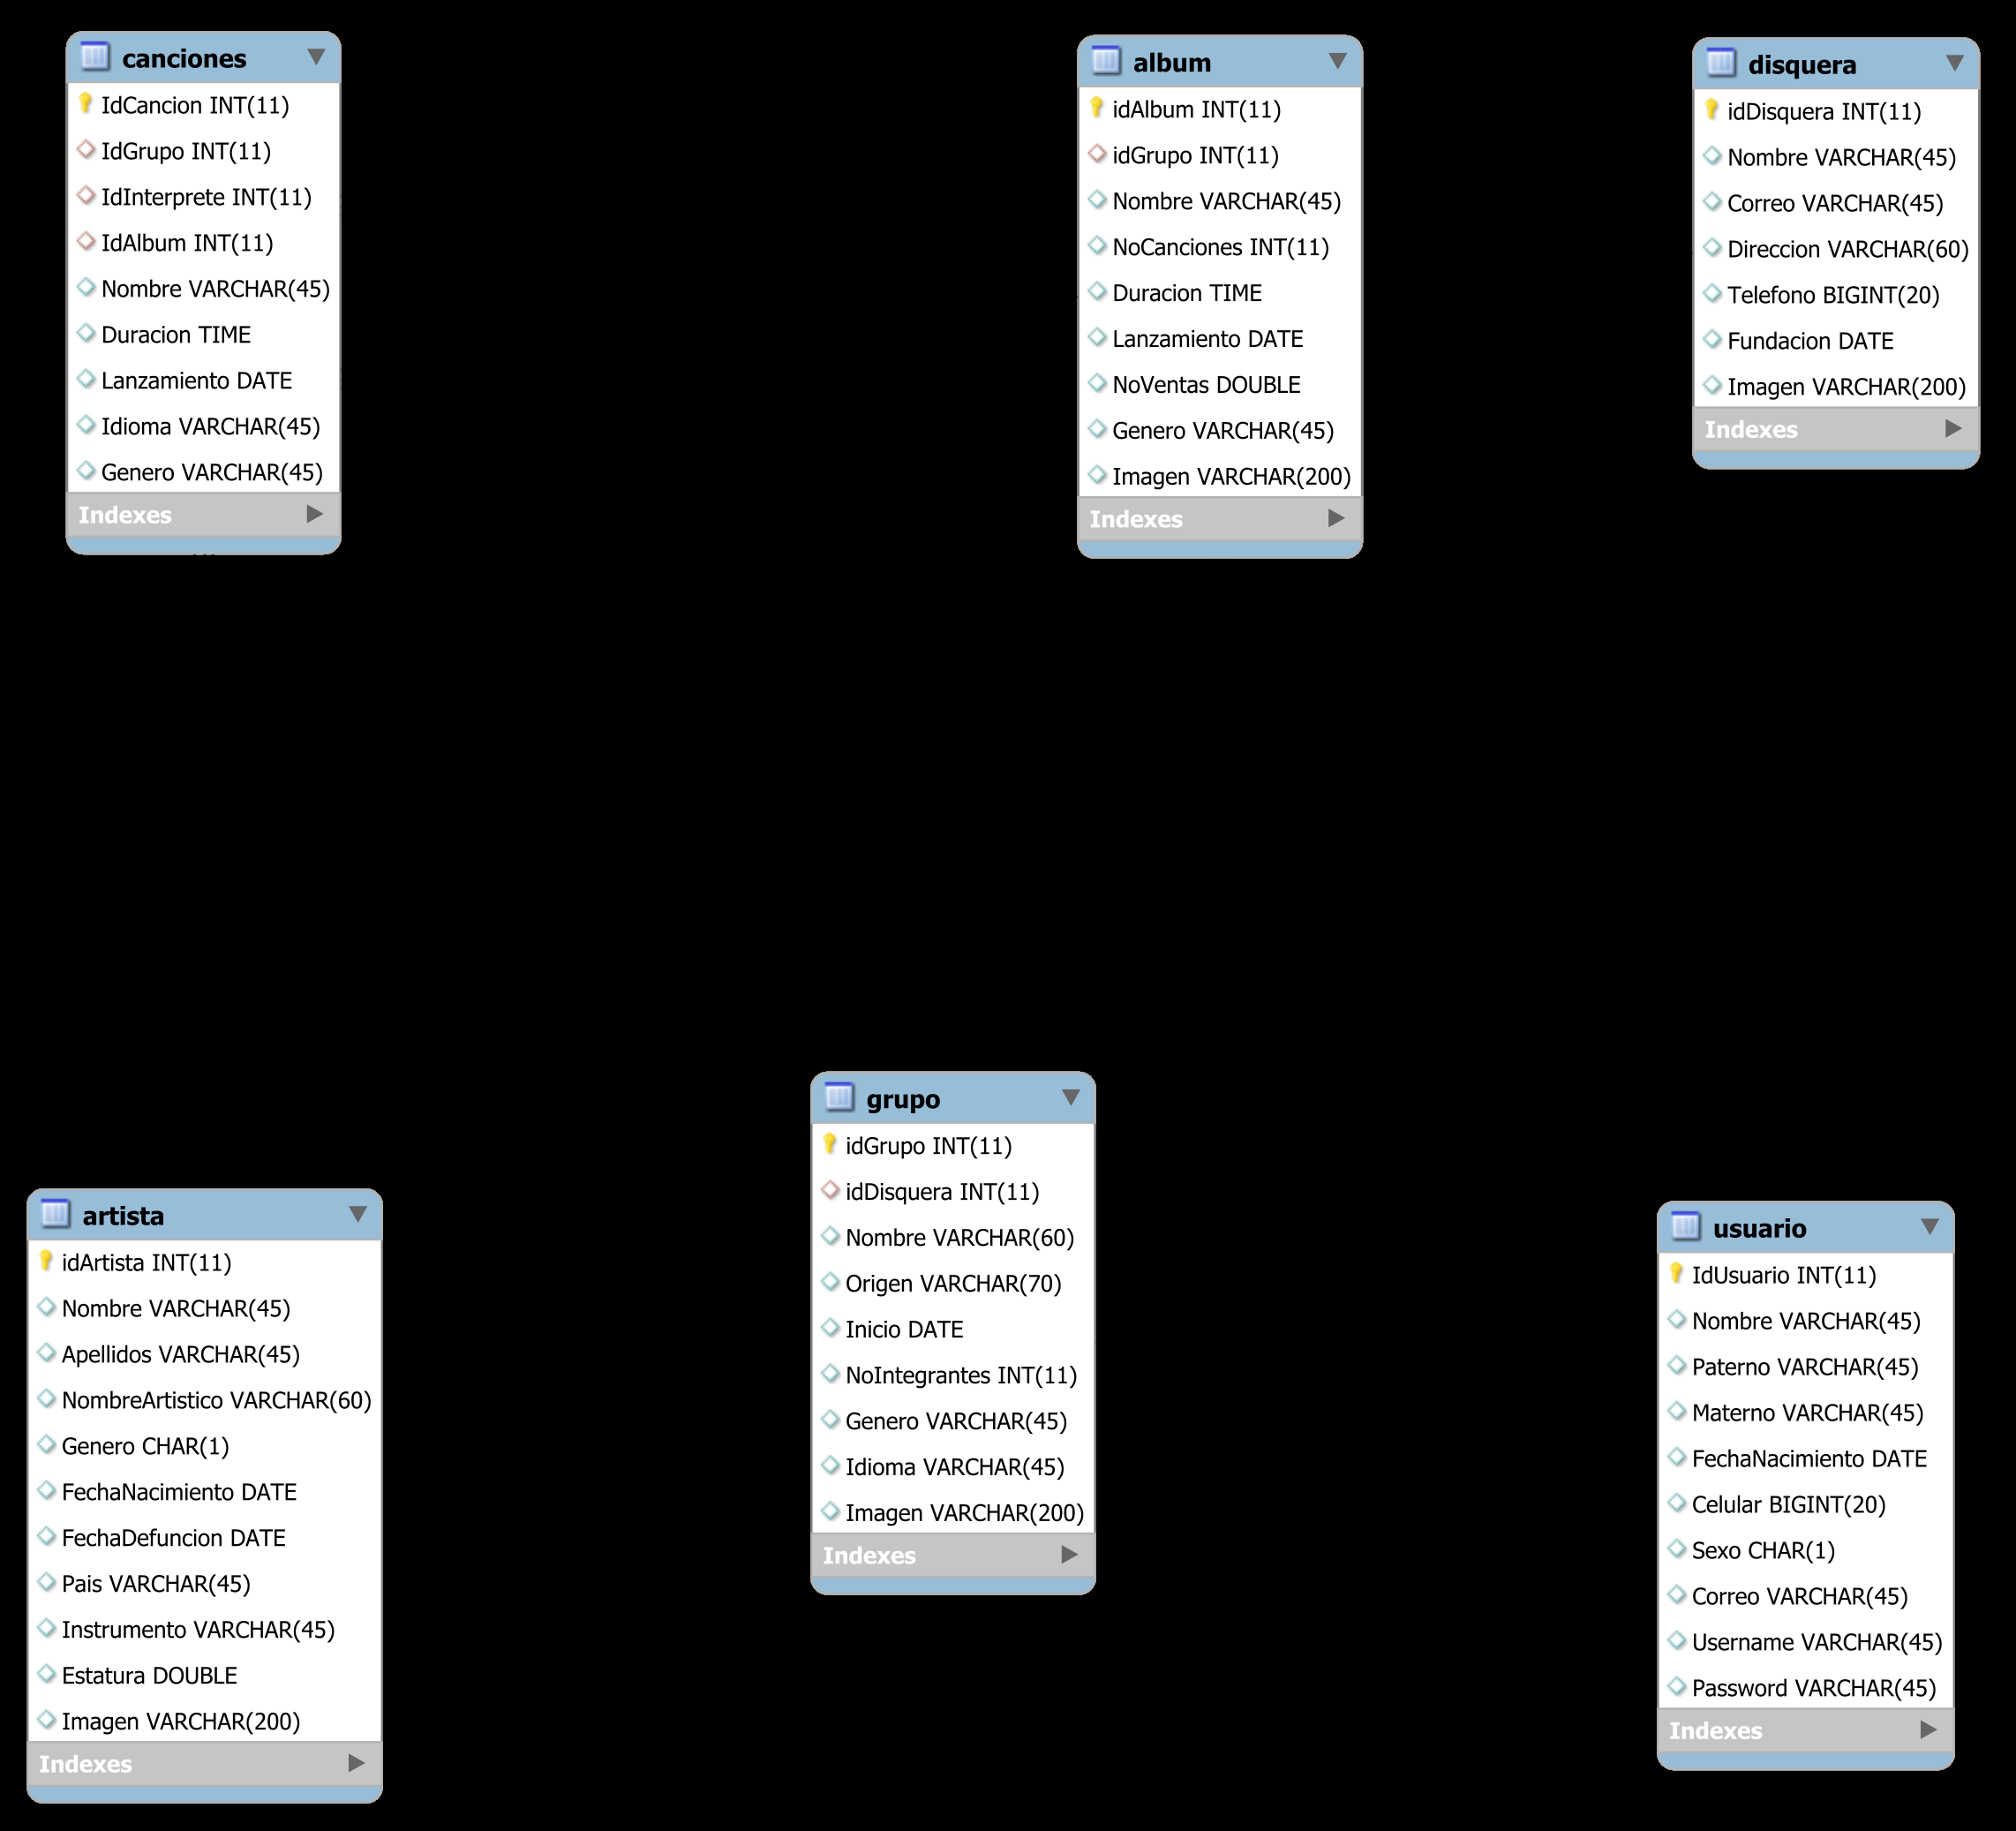 canciones
IdCancion INT(11)
IdGrupo INT(11)
IdInterprete INT(11)
IdAlbum INT(11)
Nombre VARCHAR(45)
Duracion TIME
Lanzamiento DATE
Idioma VARCHAR(45)
Genero VARCHAR(45)
Indexes
album
idAlbum INT(11)
idGrupo INT(11)
Nombre VARCHAR(45)
NoCanciones INT(11)
Duracion TIME
Lanzamiento DATE
NoVentas DOUBLE
Genero VARCHAR(45)
Imagen VARCHAR(200)
Indexes
disquera
idDisquera INT(11)
Nombre VARCHAR(45)
Correo VARCHAR(45)
Direccion VARCHAR(60)
Telefono BIGINT(20)
Fundacion DATE
Imagen VARCHAR(200)
Indexes
artista
idArtista INT(11)
Nombre VARCHAR(45)
Apellidos VARCHAR(45)
NombreArtistico VARCHAR(60)
Genero CHAR(1)
FechaNacimiento DATE
FechaDefuncion DATE
Pais VARCHAR(45)
Instrumento VARCHAR(45)
Estatura DOUBLE
Imagen VARCHAR(200)
Indexes
grupo
idGrupo INT(11)
idDisquera INT(11)
Nombre VARCHAR(60)
Origen VARCHAR(70)
Inicio DATE
NoIntegrantes INT(11)
Genero VARCHAR(45)
Idioma VARCHAR(45)
Imagen VARCHAR(200)
Indexes
usuario
IdUsuario INT(11)
Nombre VARCHAR(45)
Paterno VARCHAR(45)
Materno VARCHAR(45)
FechaNacimiento DATE
Celular BIGINT(20)
Sexo CHAR(1)
Correo VARCHAR(45)
Username VARCHAR(45)
Password VARCHAR(45)
Indexes